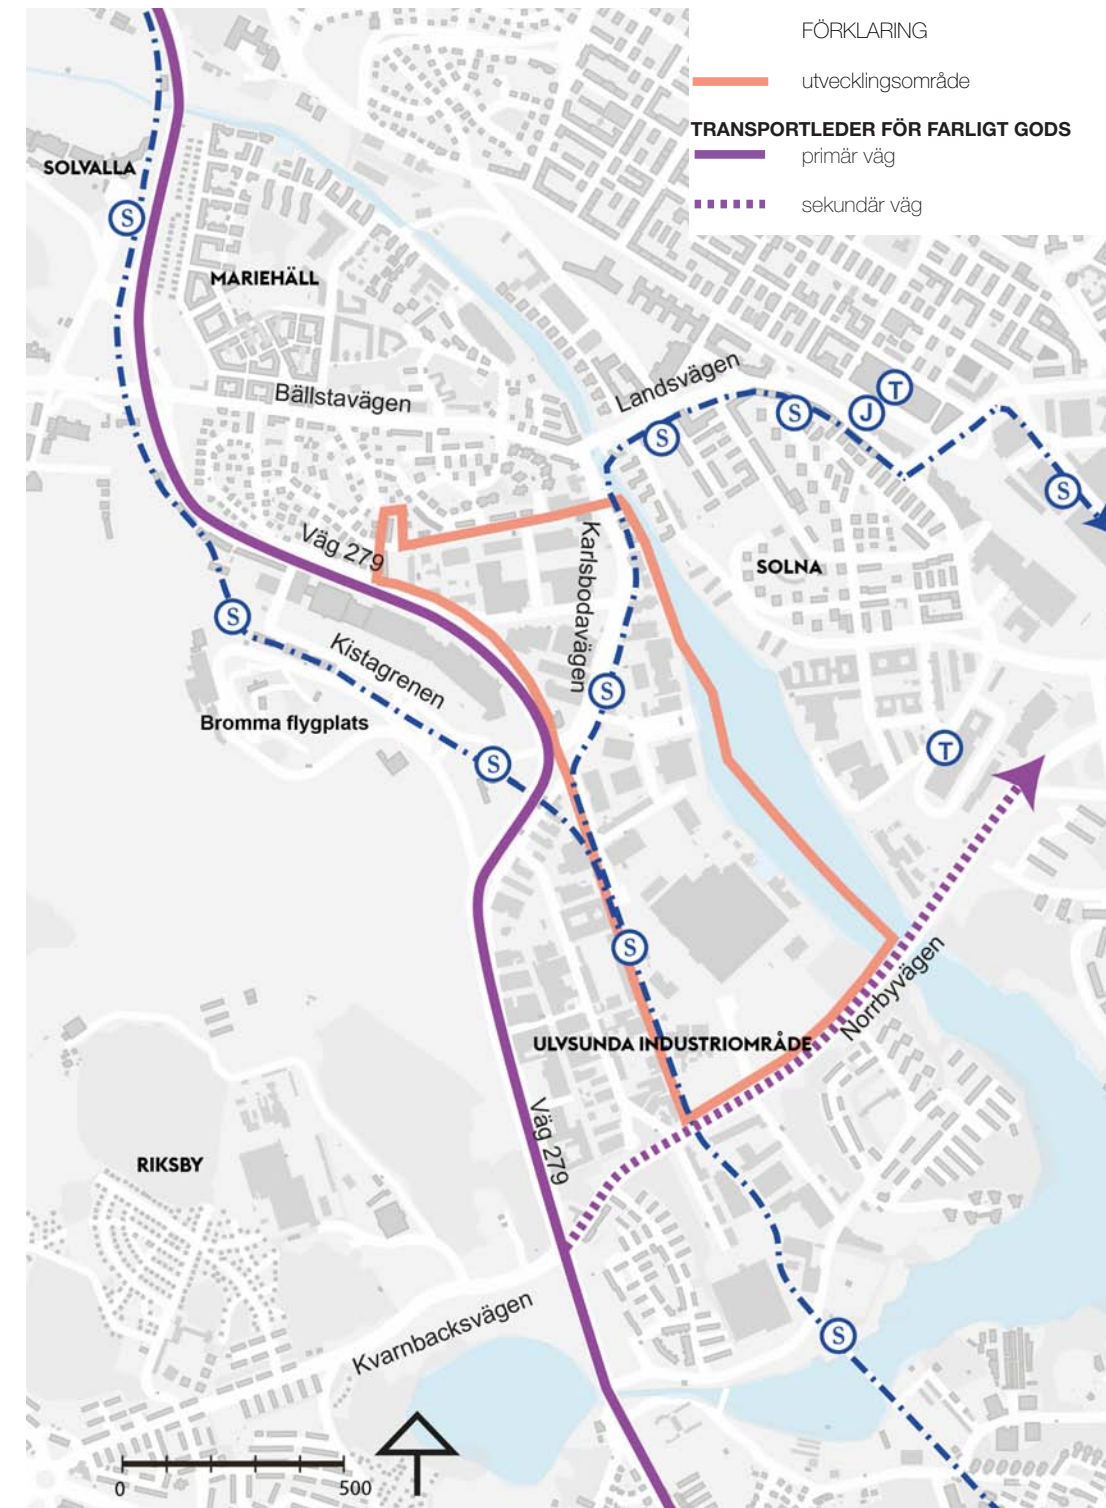 FÖRKLARING
utvecklingsområde
TRANSPORTLEDER FÖR FARLIGT GODS
primär väg
sekundär väg
SOLVALLA
S
MARIEHÄLL
Bällstavägen
Landsvägen
T
J
S
S
S
Väg 279
Karlsbodavägen
SOLNA
S
Kistagrenen
S
Bromma flygplats
T
S
S
Norrbyvägen
ULVSUNDA INDUSTRIOMRÅDE
Väg 279
RIKSBY
Kvarnbacksvägen
S
0
500